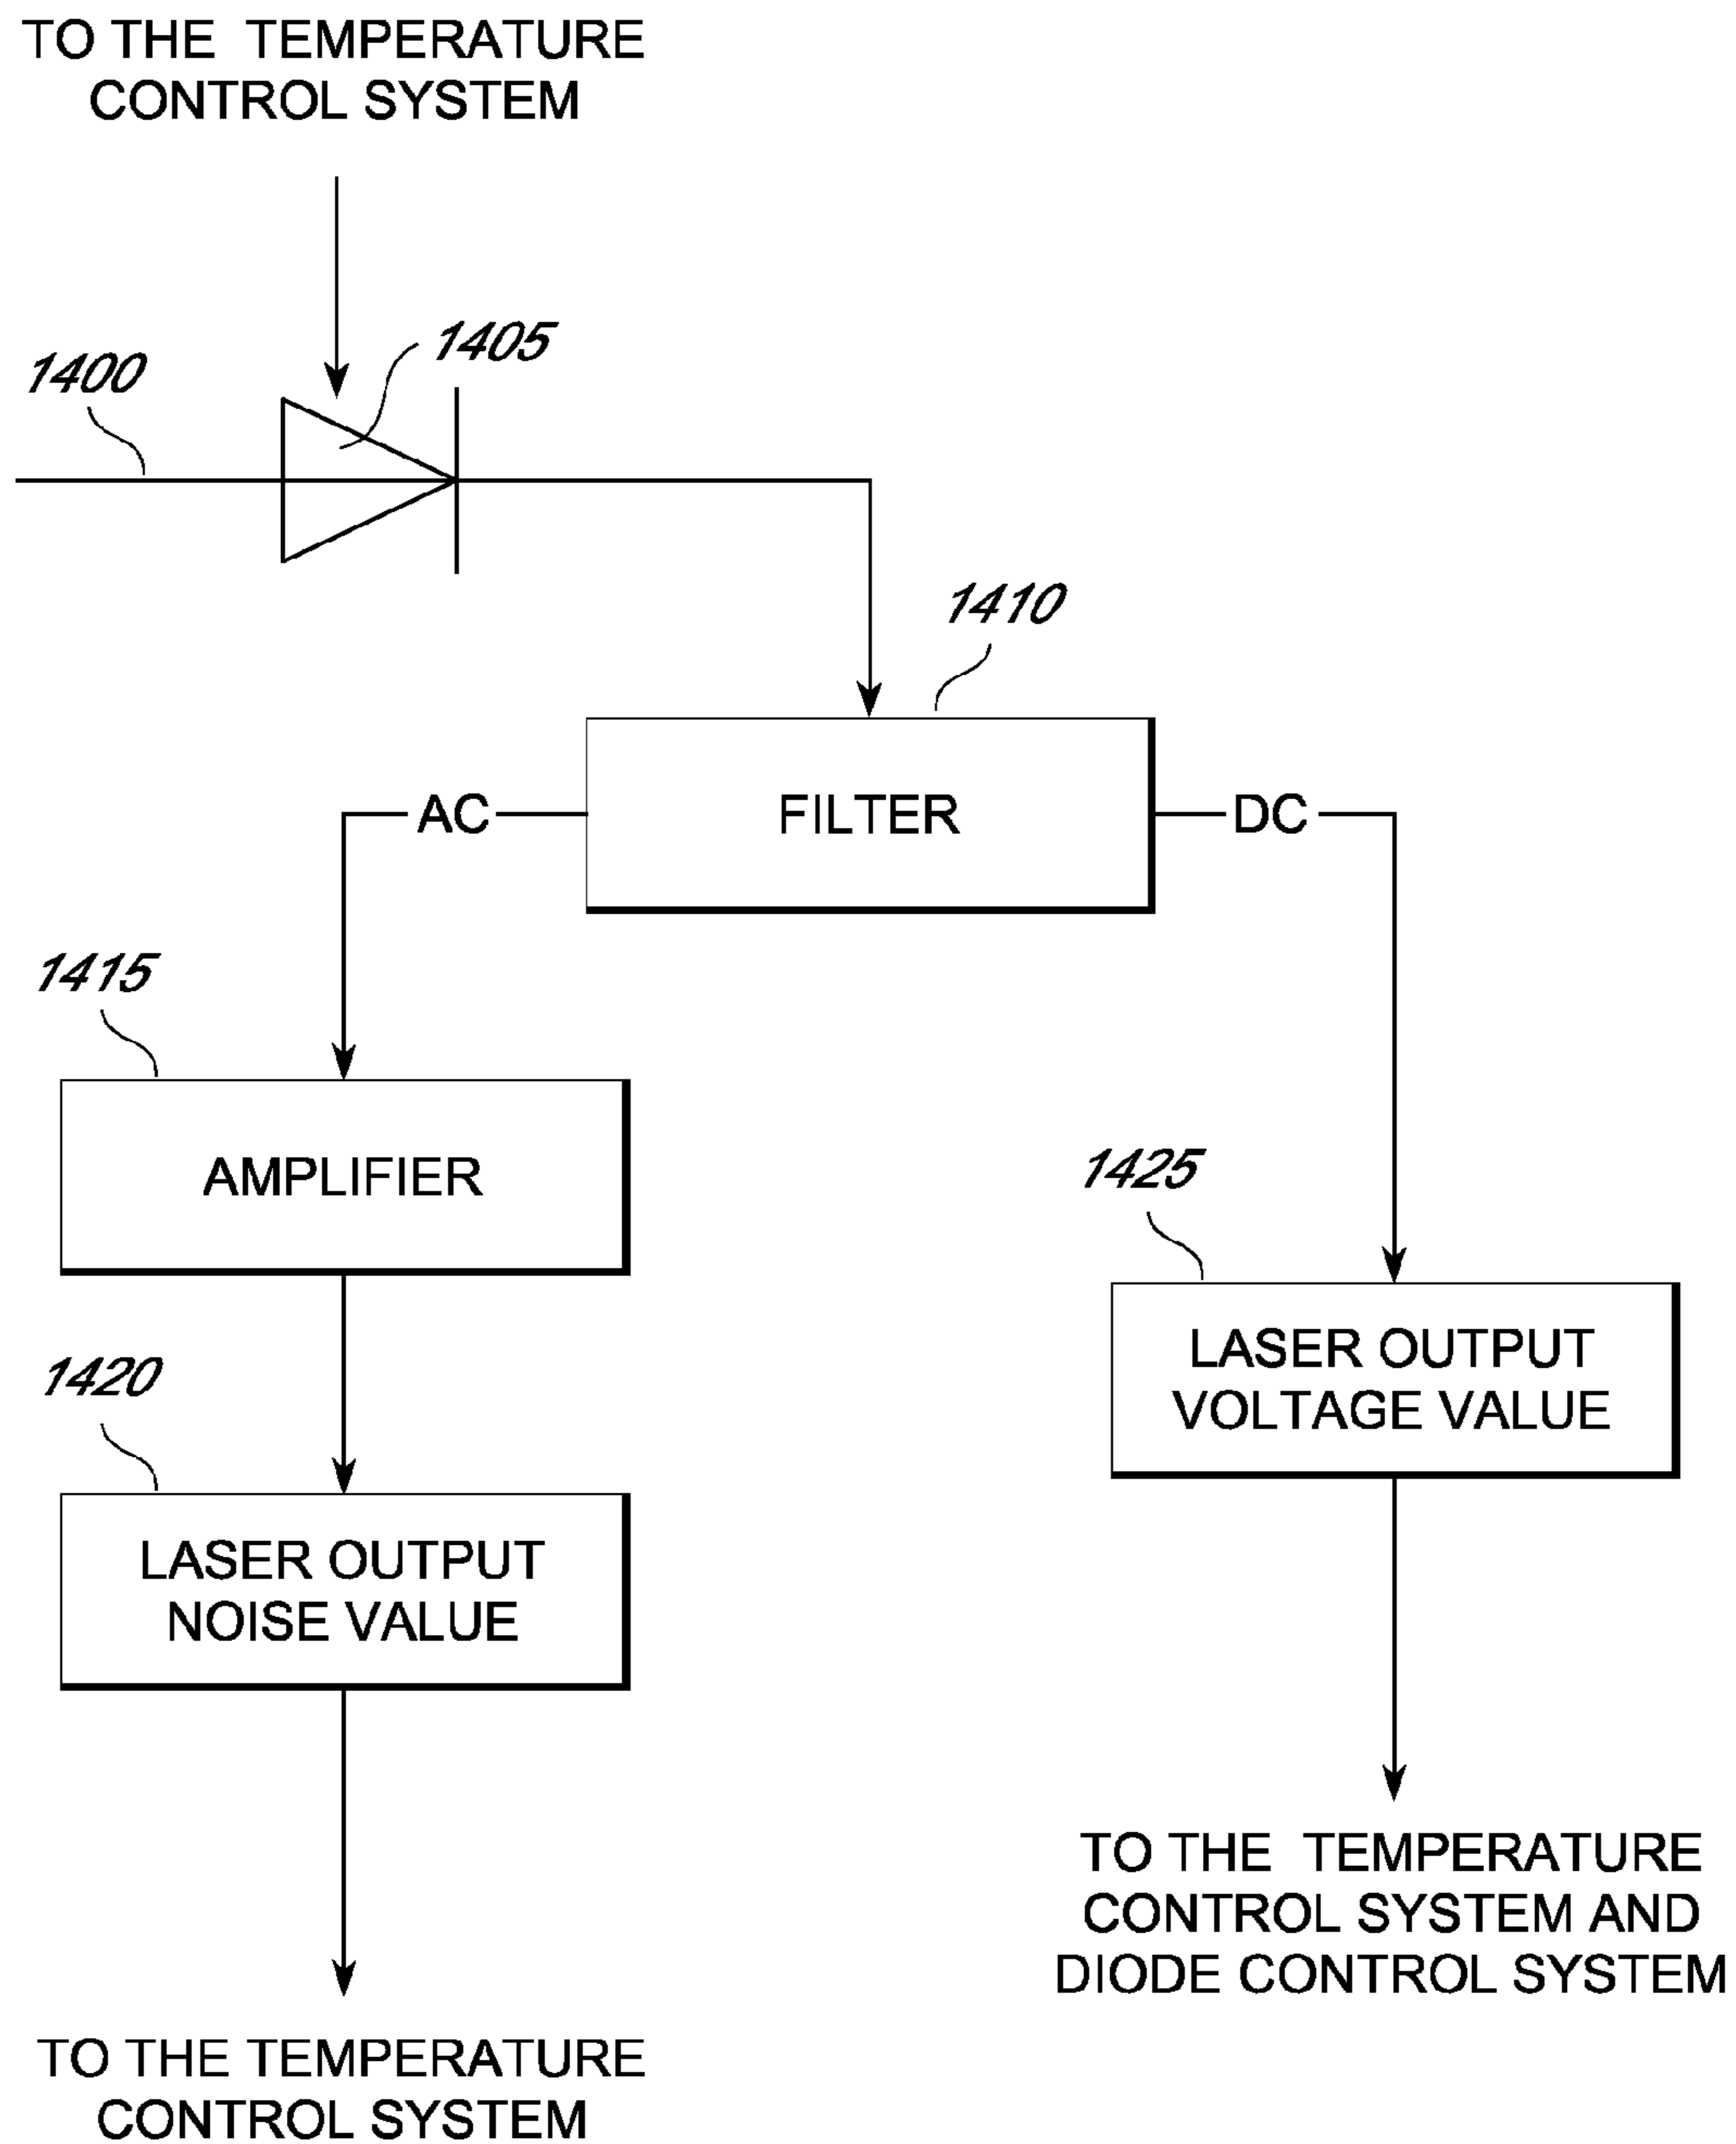 TO THE TEMPERATURE
CONTROL SYSTEM
1405
1400
1410
FILTER
AC
DC
1415
AMPLIFIER
1425
LASER OUTPUT
VOLTAGE VALUE
1420
LASER OUTPUT
NOISE VALUE
TO THE TEMPERATURE
CONTROL SYSTEM AND
DIODE CONTROL SYSTEM
TO THE TEMPERATURE
CONTROL SYSTEM